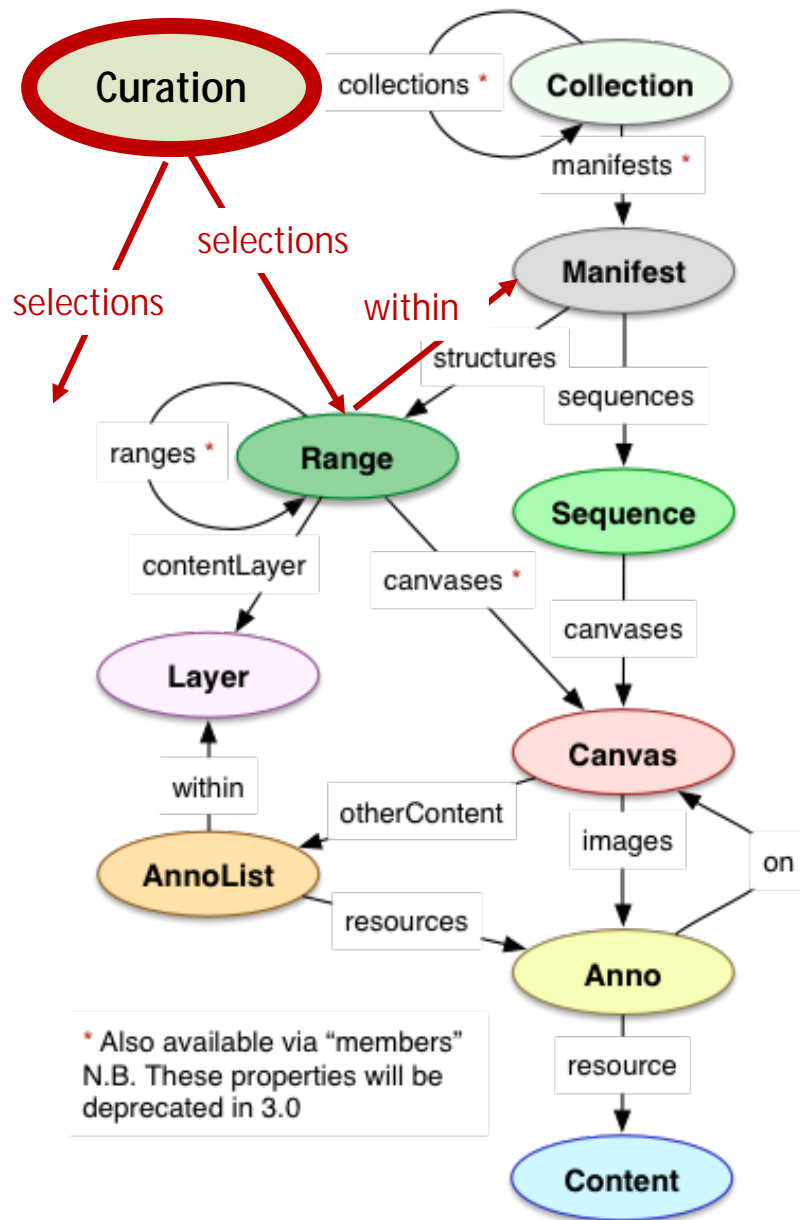 Curation
collections *
Collection
manifests *
selections
Manifest
selections
within
structures
sequences
ranges *
Range
Sequence
contentLayer
canvases *
canvases
Layer
Canvas
within
otherContent
images
on
AnnoList
resources
Anno
* Also available via “members”
N.B. These properties will be
deprecated in 3.0
resource
Content